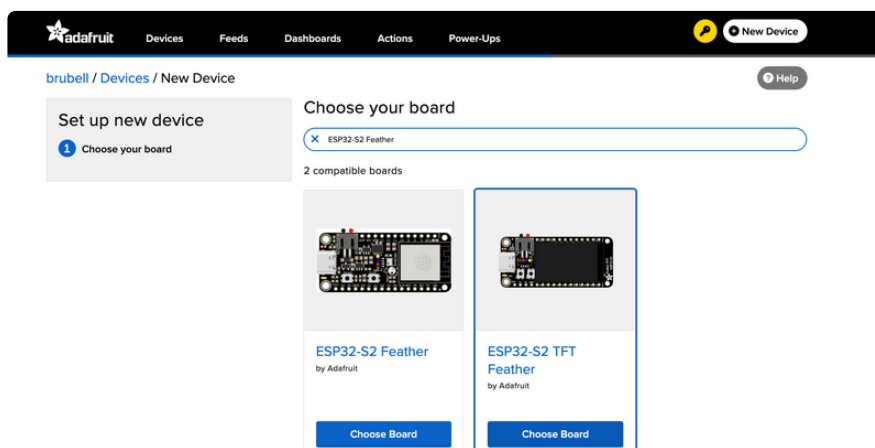 adafruit Devices Feeds Dashboards Actions Power-Ups New Device
brubell / Devices / New Device
Help
Set up new device
1 Choose your board
Choose your board
ESP32-S2 Feather
2 compatible boards
ESP32-S2 Feather
by Adafruit
Choose Board
ESP32-S2 TFT
Feather
by Adafruit
Choose Board